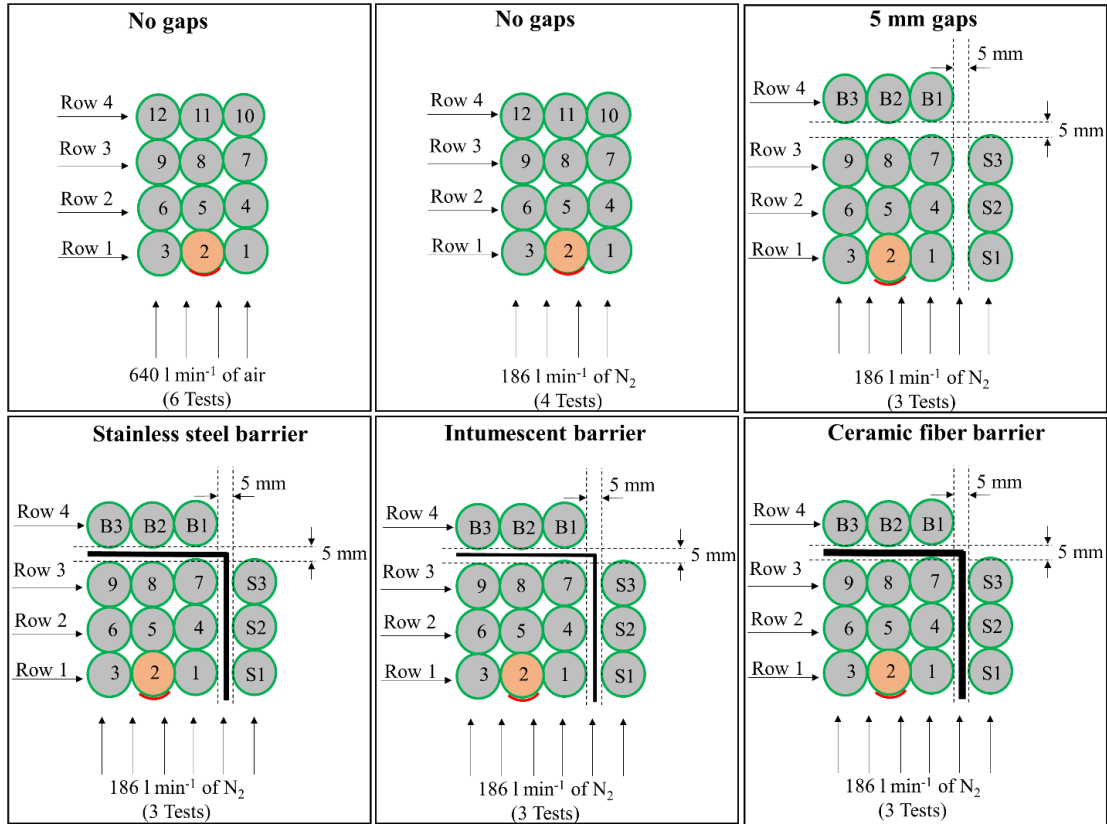 No gaps
Row 4
12 11 10
Row 3
9 8 7
Row 2
6 5 4
Row 1
3 2 1
640 l min⁻¹ of air
(6 Tests)
No gaps
Row 4
12 11 10
Row 3
9 8 7
Row 2
6 5 4
Row 1
3 2 1
186 l min⁻¹ of N₂
(4 Tests)
5 mm gaps
5 mm
Row 4
B3 B2 B1
5 mm
Row 3
9 8 7 S3
Row 2
6 5 4 S2
Row 1
3 2 1 S1
186 l min⁻¹ of N₂
(3 Tests)
Stainless steel barrier
5 mm
Row 4
B3 B2 B1
5 mm
Row 3
9 8 7 S3
Row 2
6 5 4 S2
Row 1
3 2 1 S1
186 l min⁻¹ of N₂
(3 Tests)
Intumescent barrier
5 mm
Row 4
B3 B2 B1
5 mm
Row 3
9 8 7 S3
Row 2
6 5 4 S2
Row 1
3 2 1 S1
186 l min⁻¹ of N₂
(3 Tests)
Ceramic fiber barrier
5 mm
Row 4
B3 B2 B1
5 mm
Row 3
9 8 7 S3
Row 2
6 5 4 S2
Row 1
3 2 1 S1
186 l min⁻¹ of N₂
(3 Tests)